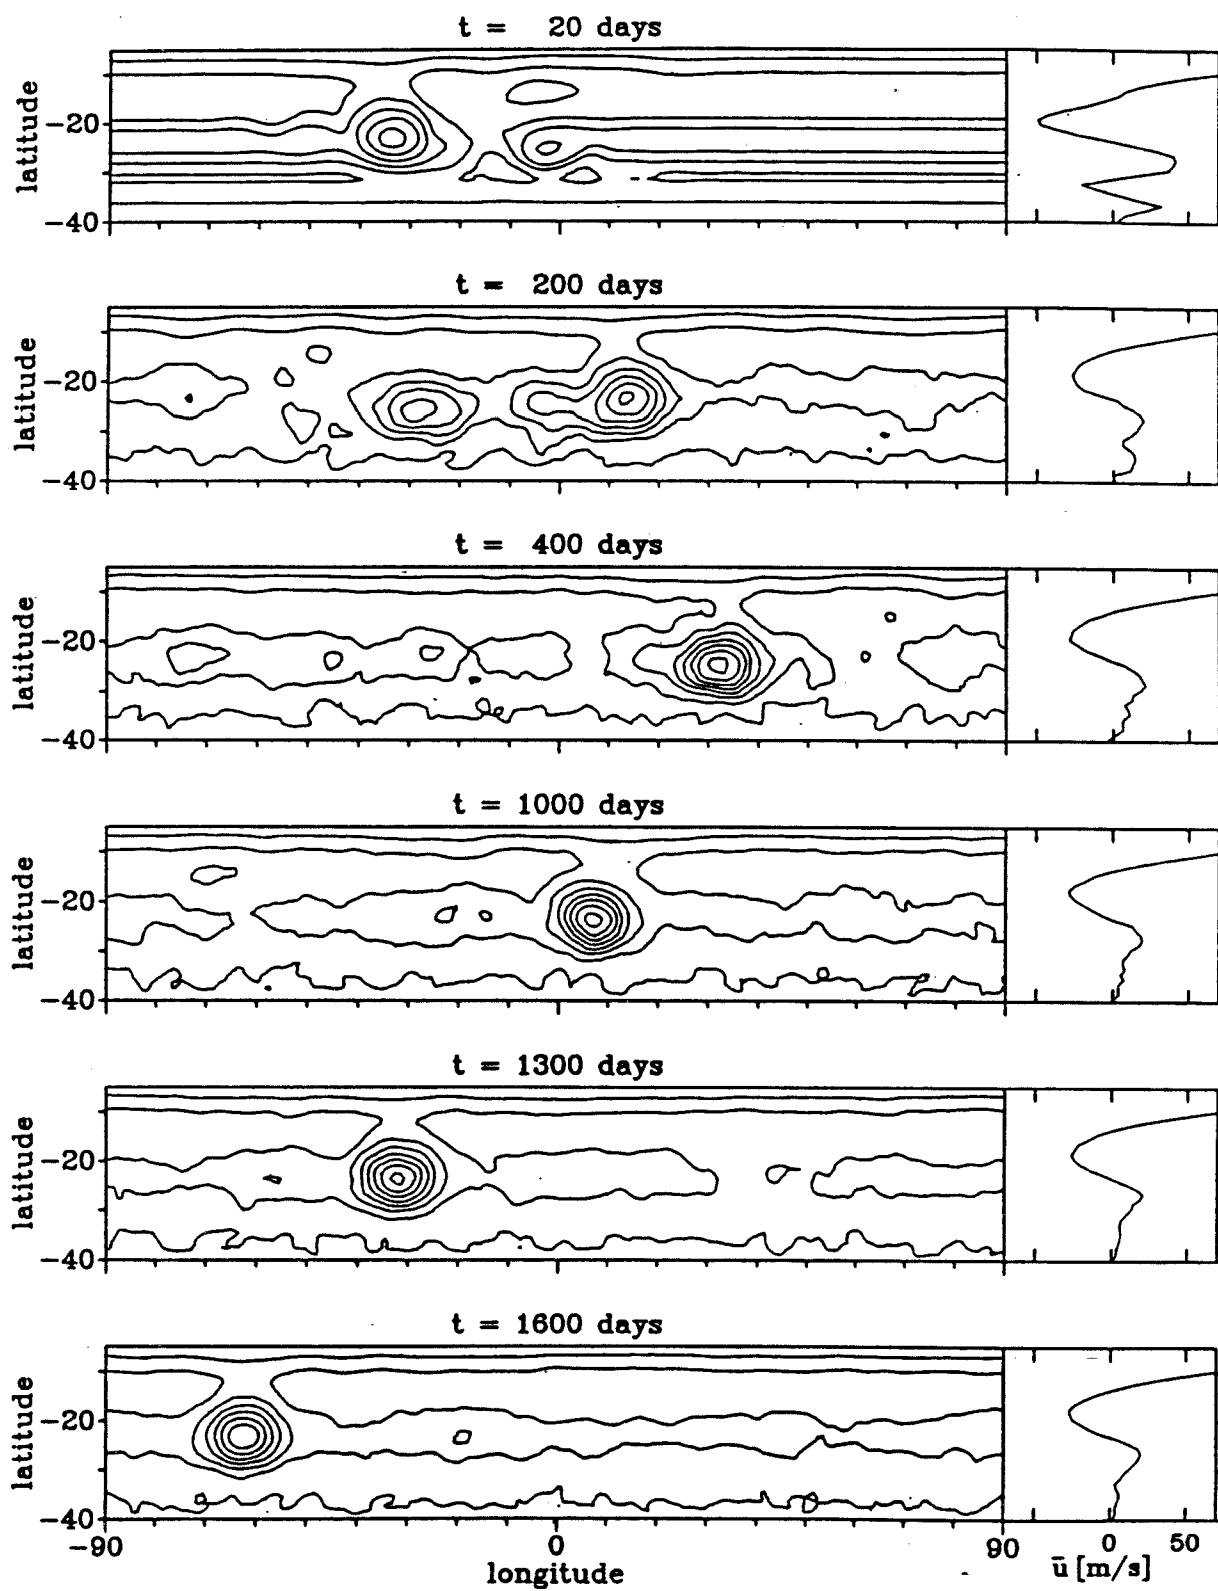 t = 20 days
latitude
-20
-40
t = 200 days
latitude
-20
-40
t = 400 days
latitude
-20
-40
t = 1000 days
latitude
-20
-40
t = 1300 days
latitude
-20
-40
t = 1600 days
latitude
-20
-40
-90 0 90 0 50
longitude
ū [m/s]